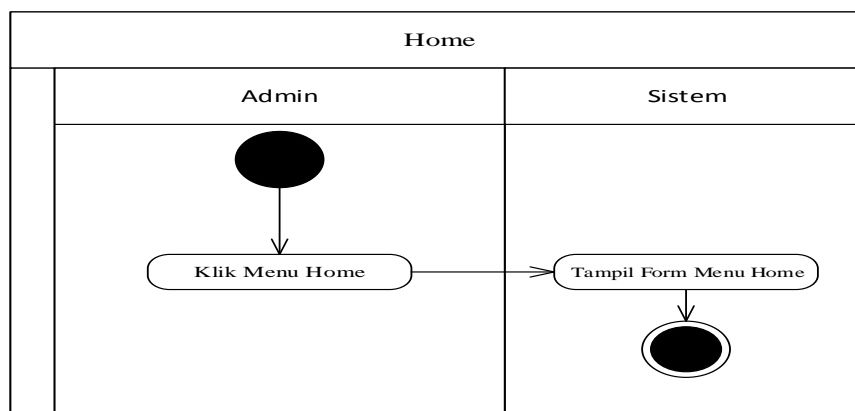 Home
Admin
Sistem
Klik Menu Home
Tampil Form Menu Home